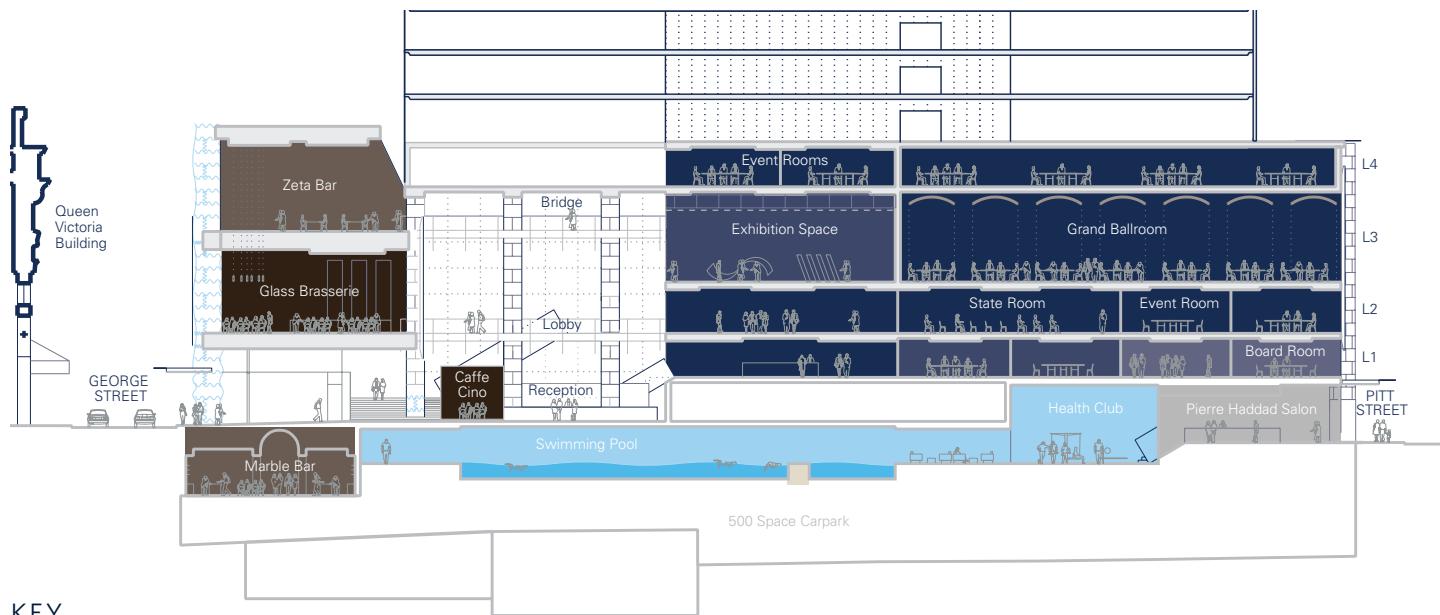 Event Rooms
L4
Zeta Bar
Bridge
Queen
Victoria
Building
Exhibition Space
Grand Ballroom
L3
Glass Brasserie
State Room
Event Room
Lobby
L2
Board Room
L1
GEORGE
STREET
Caffe
Cino
Reception
Health Club
Pierre Haddad Salon
PITT
STREET
Swimming Pool
Marble Bar
500 Space Carpark
KEY